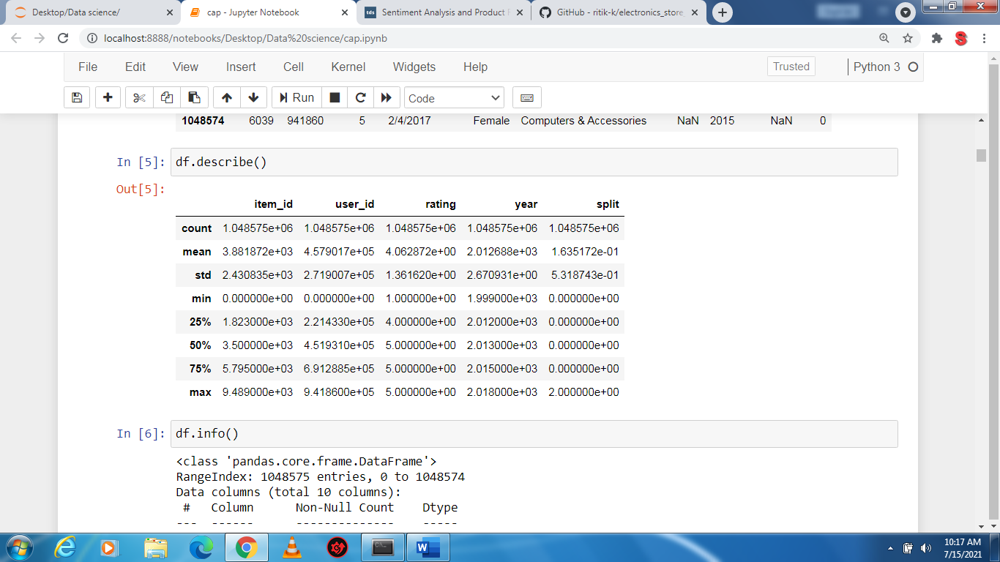 Desktop/Data science/
cap - Jupyter Notebook
tds Sentiment Analysis and Product
GitHub - ritik-k/electronics_store
localhost:8888/notebooks/Desktop/Data%20science/cap.ipynb
File Edit View Insert Cell Kernel Widgets Help Trusted Python 3
Run Code
1048574 6039 941860 5 2/4/2017 Female Computers & Accessories NaN 2015 NaN 0
In [5]: df.describe()
Out[5]:
item_id user_id rating year split
count 1.048575e+06 1.048575e+06 1.048575e+06 1.048575e+06 1.048575e+06
mean 3.881872e+03 4.579017e+05 4.062872e+00 2.012688e+03 1.635172e-01
std 2.430835e+03 2.719007e+05 1.361620e+00 2.670931e+00 5.318743e-01
min 0.000000e+00 0.000000e+00 1.000000e+00 1.999000e+03 0.000000e+00
25% 1.823000e+03 2.214330e+05 4.000000e+00 2.012000e+03 0.000000e+00
50% 3.500000e+03 4.519310e+05 5.000000e+00 2.013000e+03 0.000000e+00
75% 5.795000e+03 6.912885e+05 5.000000e+00 2.015000e+03 0.000000e+00
max 9.489000e+03 9.418600e+05 5.000000e+00 2.018000e+03 2.000000e+00
In [6]: df.info()
<class 'pandas.core.frame.DataFrame'>
RangeIndex: 1048575 entries, 0 to 1048574
Data columns (total 10 columns):
# Column Non-Null Count Dtype
--- ------ -------------- -----
10:17 AM
7/15/2021